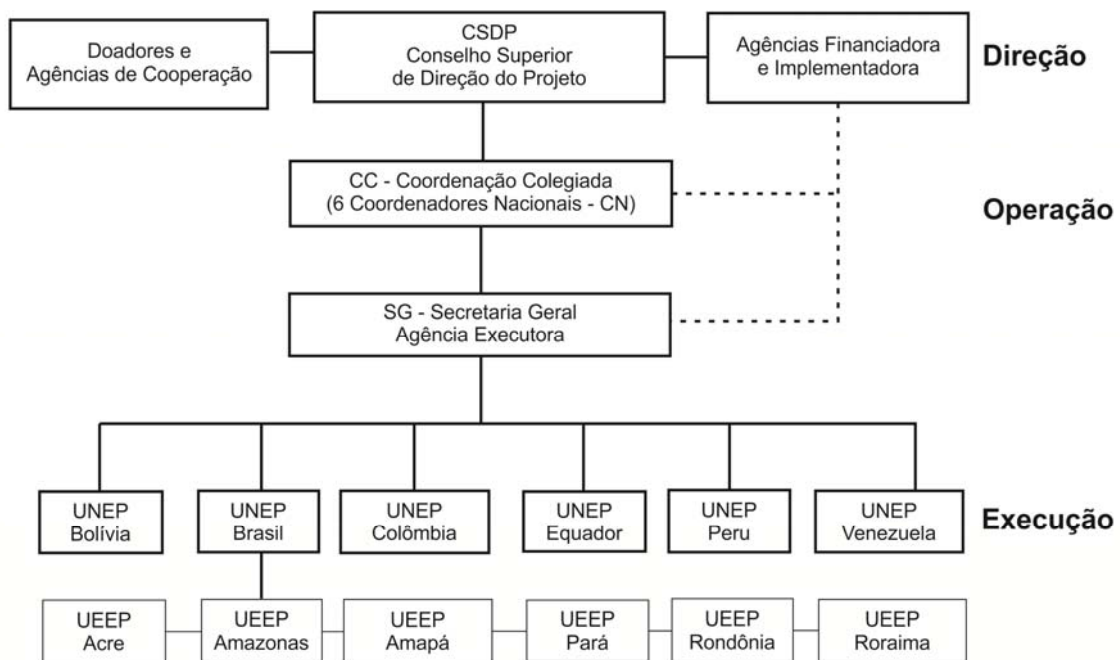 Doadores e
Agências de Cooperação
CSDP
Conselho Superior
de Direção do Projeto
Agências Financiadora
e Implementadora
Direção
CC - Coordenação Colegiada
(6 Coordenadores Nacionais - CN)
Operação
SG - Secretaria Geral
Agência Executora
UNEP
Bolívia
UNEP
Brasil
UNEP
Colômbia
UNEP
Equador
UNEP
Peru
UNEP
Venezuela
Execução
UEEP
Acre
UEEP
Amazonas
UEEP
Amapá
UEEP
Pará
UEEP
Rondônia
UEEP
Roraima